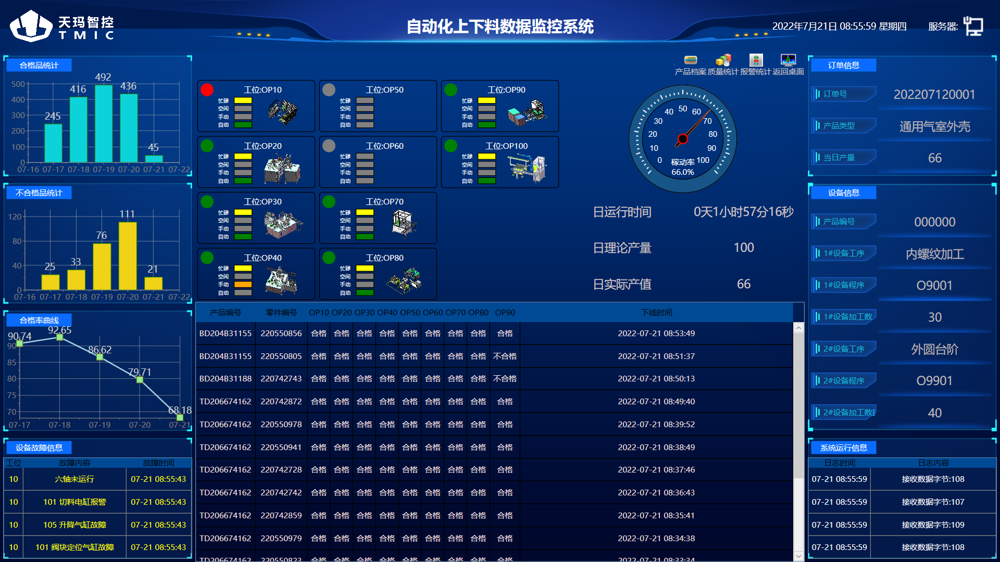 天玛智控
TMIC
自动化上下料数据监控系统
2022年7月21日 08:55:59 星期四
服务器:
产品档案 质量统计 报警统计 返回桌面
合格品统计
500
400
300
200
100
0
245
416
492
436
45
07-16 07-17 07-18 07-19 07-20 07-21 07-22
不合格品统计
120
80
40
0
25
33
76
111
21
07-16 07-17 07-18 07-19 07-20 07-21 07-22
合格率曲线
90
85
80
75
70
90.74
92.65
86.62
79.71
68.18
07-17 07-18 07-19 07-20 07-21
设备故障信息
工位 故障内容 故障时间
10 六轴未运行 07-21 08:55:43
10 101 切料电缸报警 07-21 08:55:43
10 105 升降气缸故障 07-21 08:55:43
10 101 阀块定位气缸故障 07-21 08:55:43
工位:OP10
忙碌
空闲
手动
自动
工位:OP50
忙碌
空闲
手动
自动
工位:OP90
忙碌
空闲
手动
自动
工位:OP20
忙碌
空闲
手动
自动
工位:OP60
忙碌
空闲
手动
自动
工位:OP100
忙碌
空闲
手动
自动
工位:OP30
忙碌
空闲
手动
自动
工位:OP70
忙碌
空闲
手动
自动
工位:OP40
忙碌
空闲
手动
自动
工位:OP80
忙碌
空闲
手动
自动
0 10 20 30 40 50 60 70 80 90 100
稼动率
66.0%
日运行时间 0天1小时57分16秒
日理论产量 100
日实际产值 66
产品编号 零件编号 OP10 OP20 OP30 OP40 OP50 OP60 OP70 OP80 OP90 下线时间
BD204B31155 220550856 合格 合格 合格 合格 合格 合格 合格 合格 合格 2022-07-21 08:53:49
BD204B31155 220550805 合格 合格 合格 合格 合格 合格 合格 合格 不合格 2022-07-21 08:51:37
BD204B31188 220742743 合格 合格 合格 合格 合格 合格 合格 合格 不合格 2022-07-21 08:50:13
TD206674162 220742872 合格 合格 合格 合格 合格 合格 合格 合格 合格 2022-07-21 08:49:40
TD206674162 220550978 合格 合格 合格 合格 合格 合格 合格 合格 合格 2022-07-21 08:39:52
TD206674162 220550941 合格 合格 合格 合格 合格 合格 合格 合格 合格 2022-07-21 08:38:49
TD206674162 220742728 合格 合格 合格 合格 合格 合格 合格 合格 合格 2022-07-21 08:37:46
TD206674162 220742742 合格 合格 合格 合格 合格 合格 合格 合格 合格 2022-07-21 08:36:43
TD206674162 220742859 合格 合格 合格 合格 合格 合格 合格 合格 合格 2022-07-21 08:35:41
TD206674162 220550979 合格 合格 合格 合格 合格 合格 合格 合格 合格 2022-07-21 08:34:38
TD206674162 220550823 合格 合格 合格 合格 合格 合格 合格 合格 合格 2022-07-21 08:33:34
订单信息
订单号 202207120001
产品类型 通用气室外壳
当日产量 66
设备信息
产品编号 000000
1#设备工序 内螺纹加工
1#设备程序 O9001
1#设备加工数 30
2#设备工序 外圆台阶
2#设备程序 O9901
2#设备加工数 40
系统运行信息
日志时间 日志内容
07-21 08:55:59 接收数据字节:108
07-21 08:55:59 接收数据字节:107
07-21 08:55:59 接收数据字节:109
07-21 08:55:59 接收数据字节:108